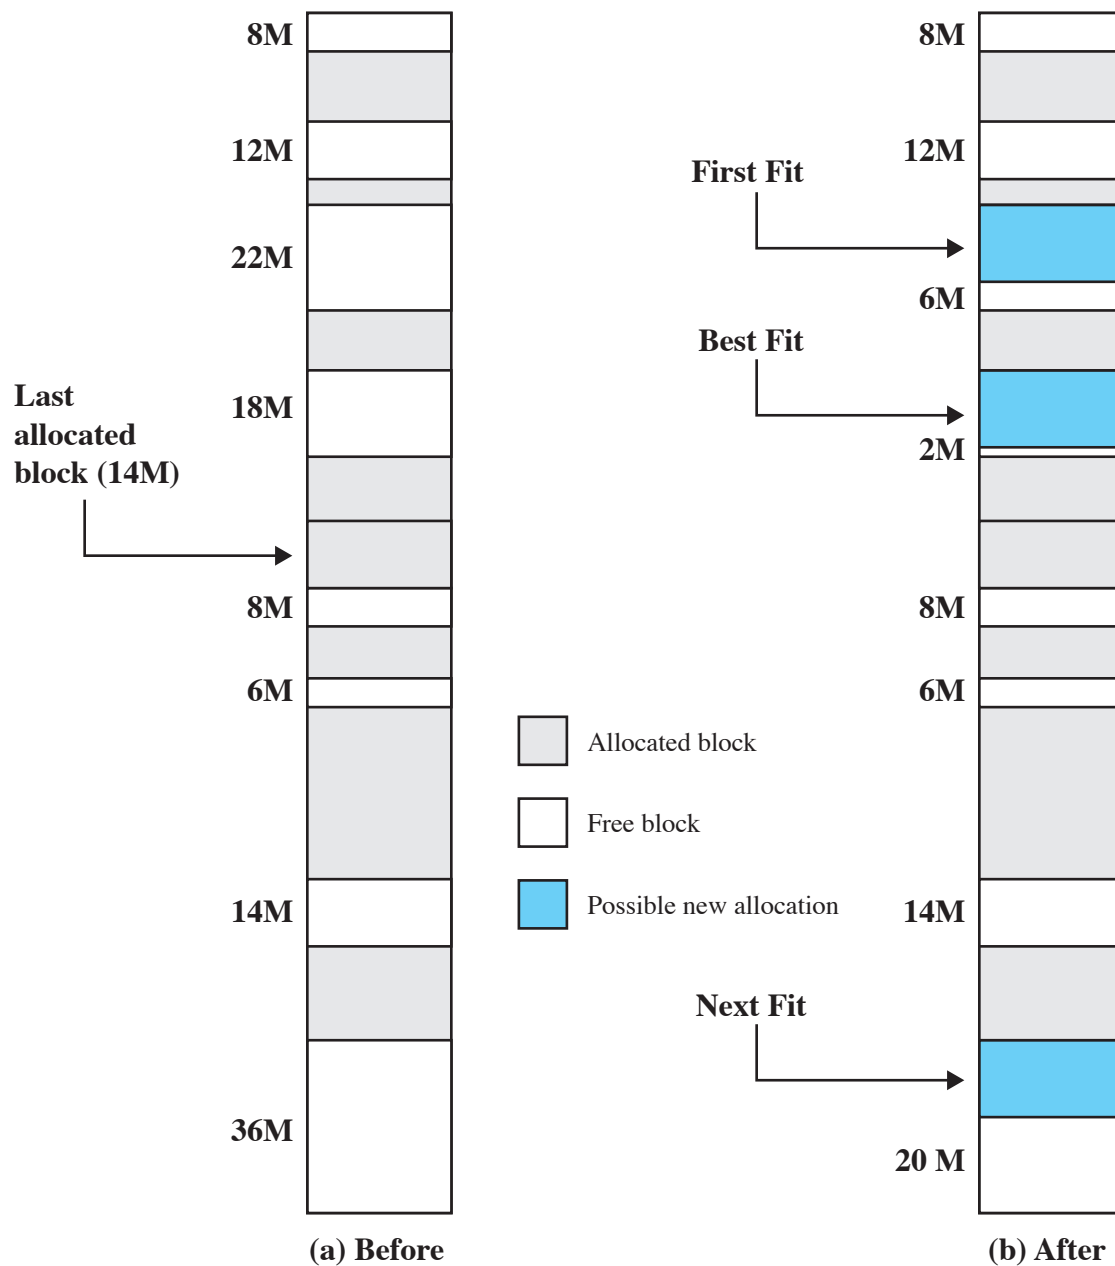 8M
12M
22M
18M
Last
allocated
block (14M)
8M
6M
14M
36M
(a) Before
Allocated block
Free block
Possible new allocation
8M
12M
First Fit
6M
Best Fit
2M
8M
6M
14M
Next Fit
20 M
(b) After